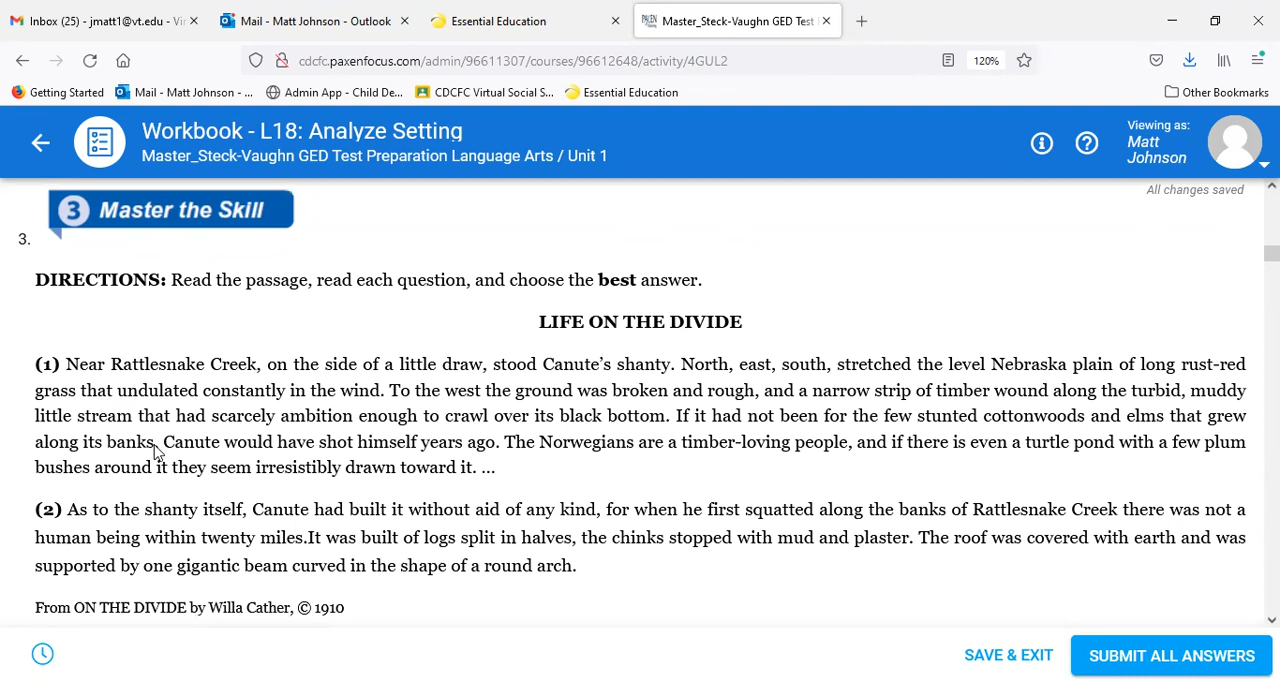 Inbox (25) - jmatt1@vt.edu - Vir
Mail - Matt Johnson - Outlook
Essential Education
Master_Steck-Vaughn GED Test
cdcfc.paxenfocus.com/admin/96611307/courses/96612648/activity/4GUL2
120%
Getting Started
Mail - Matt Johnson - ...
Admin App - Child De...
CDCFC Virtual Social S...
Essential Education
Other Bookmarks
Workbook - L18: Analyze Setting
Master_Steck-Vaughn GED Test Preparation Language Arts / Unit 1
Viewing as:
Matt
Johnson
All changes saved
3 Master the Skill
3.
DIRECTIONS: Read the passage, read each question, and choose the best answer.
LIFE ON THE DIVIDE
(1) Near Rattlesnake Creek, on the side of a little draw, stood Canute's shanty. North, east, south, stretched the level Nebraska plain of long rust-red
grass that undulated constantly in the wind. To the west the ground was broken and rough, and a narrow strip of timber wound along the turbid, muddy
little stream that had scarcely ambition enough to crawl over its black bottom. If it had not been for the few stunted cottonwoods and elms that grew
along its banks, Canute would have shot himself years ago. The Norwegians are a timber-loving people, and if there is even a turtle pond with a few plum
bushes around it they seem irresistibly drawn toward it. ...
(2) As to the shanty itself, Canute had built it without aid of any kind, for when he first squatted along the banks of Rattlesnake Creek there was not a
human being within twenty miles.It was built of logs split in halves, the chinks stopped with mud and plaster. The roof was covered with earth and was
supported by one gigantic beam curved in the shape of a round arch.
From ON THE DIVIDE by Willa Cather, © 1910
SAVE & EXIT
SUBMIT ALL ANSWERS